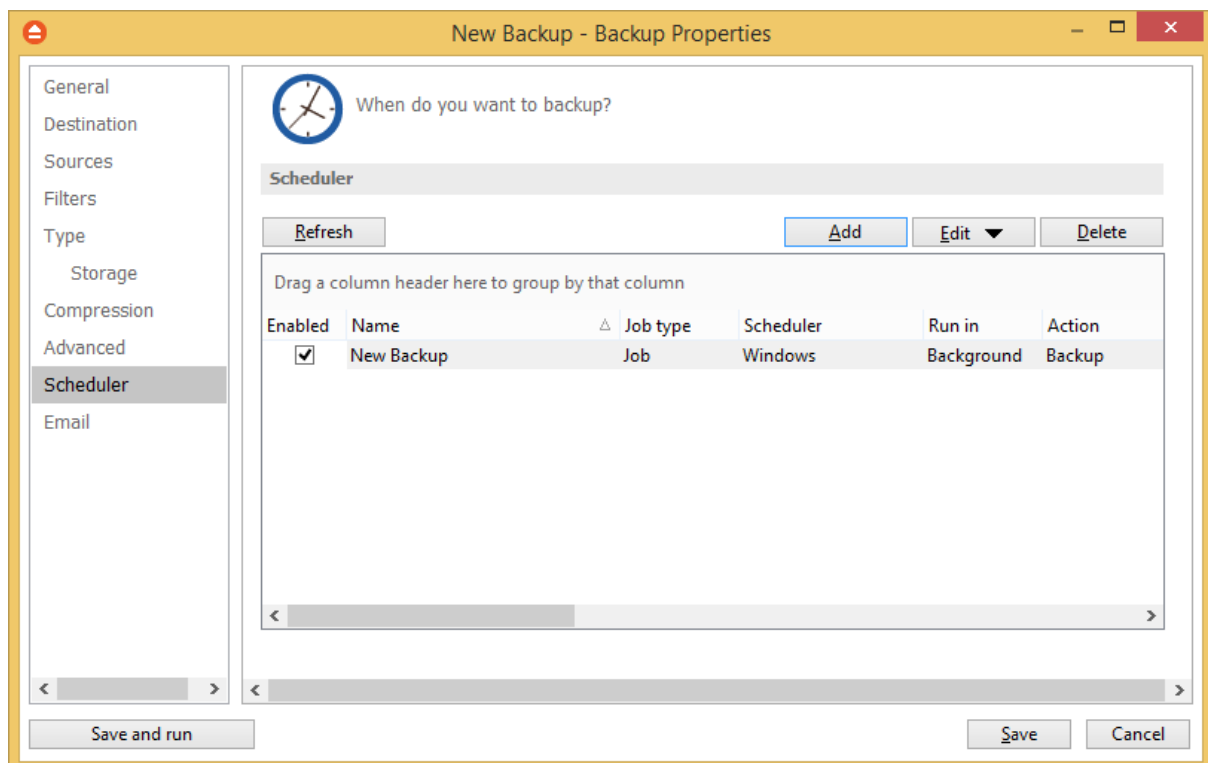 New Backup - Backup Properties
General
Destination
Sources
Filters
Type
Storage
Compression
Advanced
Scheduler
Email
When do you want to backup?
Scheduler
Refresh Add Edit Delete
Drag a column header here to group by that column
Enabled Name Job type Scheduler Run in Action
New Backup Job Windows Background Backup
Save and run Save Cancel